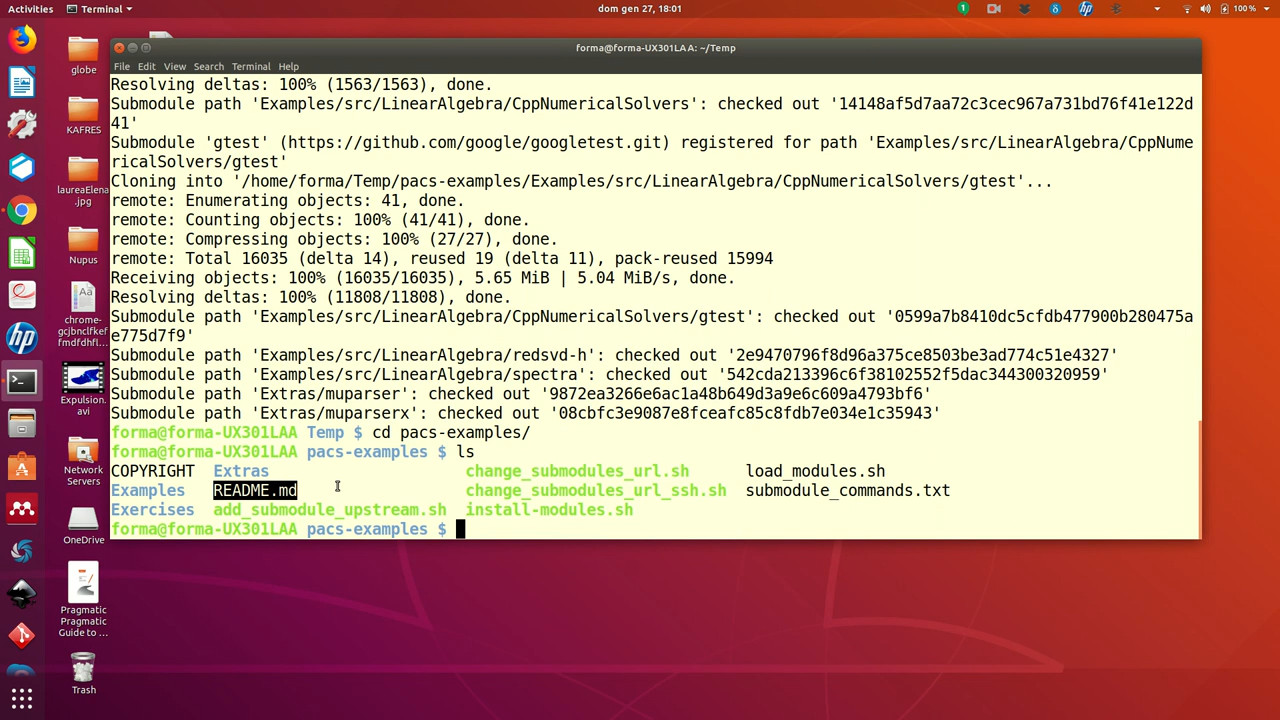 Activities
Terminal
dom gen 27, 18:01
1
100%
forma@forma-UX301LAA: ~/Temp
File Edit View Search Terminal Help
Resolving deltas: 100% (1563/1563), done.
Submodule path 'Examples/src/LinearAlgebra/CppNumericalSolvers': checked out '14148af5d7aa72c3cec967a731bd76f41e122d
41'
Submodule 'gtest' (https://github.com/google/googletest.git) registered for path 'Examples/src/LinearAlgebra/CppNume
ricalSolvers/gtest'
Cloning into '/home/forma/Temp/pacs-examples/Examples/src/LinearAlgebra/CppNumericalSolvers/gtest'...
remote: Enumerating objects: 41, done.
remote: Counting objects: 100% (41/41), done.
remote: Compressing objects: 100% (27/27), done.
remote: Total 16035 (delta 14), reused 19 (delta 11), pack-reused 15994
Receiving objects: 100% (16035/16035), 5.65 MiB | 5.04 MiB/s, done.
Resolving deltas: 100% (11808/11808), done.
Submodule path 'Examples/src/LinearAlgebra/CppNumericalSolvers/gtest': checked out '0599a7b8410dc5cfdb477900b280475a
e775d7f9'
Submodule path 'Examples/src/LinearAlgebra/redsvd-h': checked out '2e9470796f8d96a375ce8503be3ad774c51e4327'
Submodule path 'Examples/src/LinearAlgebra/spectra': checked out '542cda213396c6f38102552f5dac344300320959'
Submodule path 'Extras/muparser': checked out '9872ea3266e6ac1a48b649d3a9e6c609a4793bf6'
Submodule path 'Extras/muparserx': checked out '08cbfc3e9087e8fceafc85c8fdb7e034e1c35943'
forma@forma-UX301LAA Temp $ cd pacs-examples/
forma@forma-UX301LAA pacs-examples $ ls
COPYRIGHT Extras change_submodules_url.sh load_modules.sh
Examples README.md change_submodules_url_ssh.sh submodule_commands.txt
Exercises add_submodule_upstream.sh install-modules.sh
forma@forma-UX301LAA pacs-examples $
globe
KAFRES
laureaElena.
jpg
Nupus
chrome-
gcjbnclfkef
fmdfdhfl...
Expulsion.
avi
Network
Servers
OneDrive
Pragmatic
Pragmatic
Guide to ...
Trash